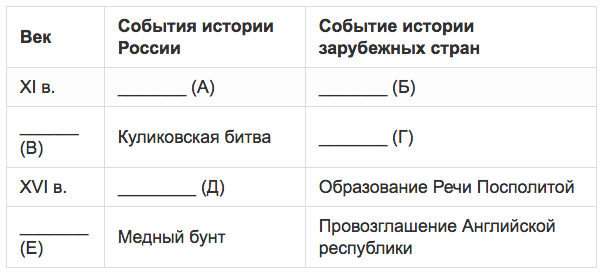 Век
События истории
России
Событие истории
зарубежных стран
XI в.
_______ (А)
_______ (Б)
______
(В)
Куликовская битва
_______ (Г)
XVI в.
________ (Д)
Образование Речи Посполитой
_______
(Е)
Медный бунт
Провозглашение Английской
республики